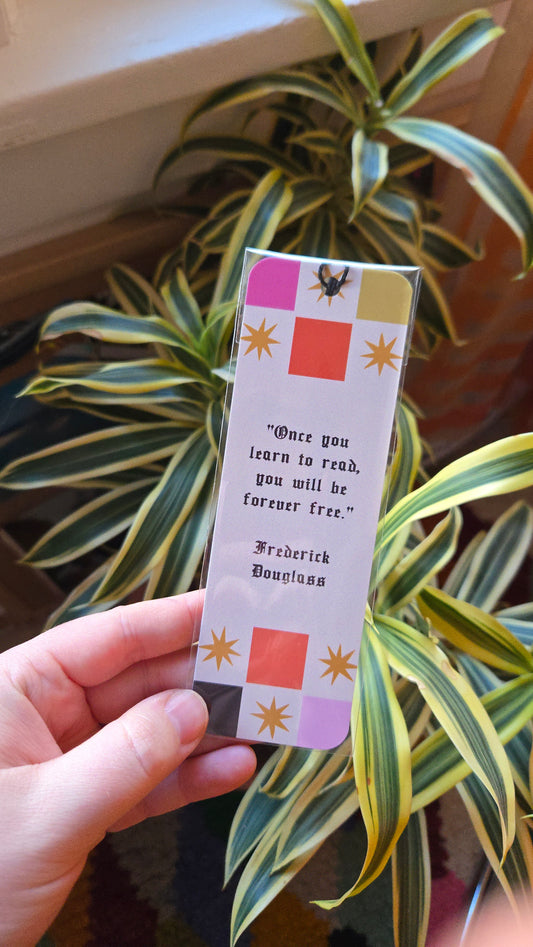 "Once you
learn to read,
you will be
forever free."
Frederick
Douglass